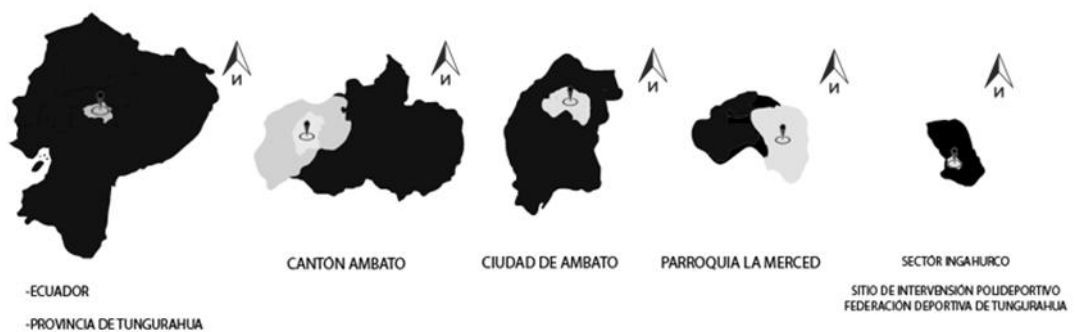 И
И
И
И
И
CANTÓN AMBATO
CIUDAD DE AMBATO
PARROQUIA LA MERCED
SECTÓR INGAHURCO
SITIO DE INTERVENSIÓN POLIDEPORTIVO
FEDERACIÓN DEPORTIVA DE TUNGURAHUA
-ECUADOR
-PROVINCIA DE TUNGURAHUA